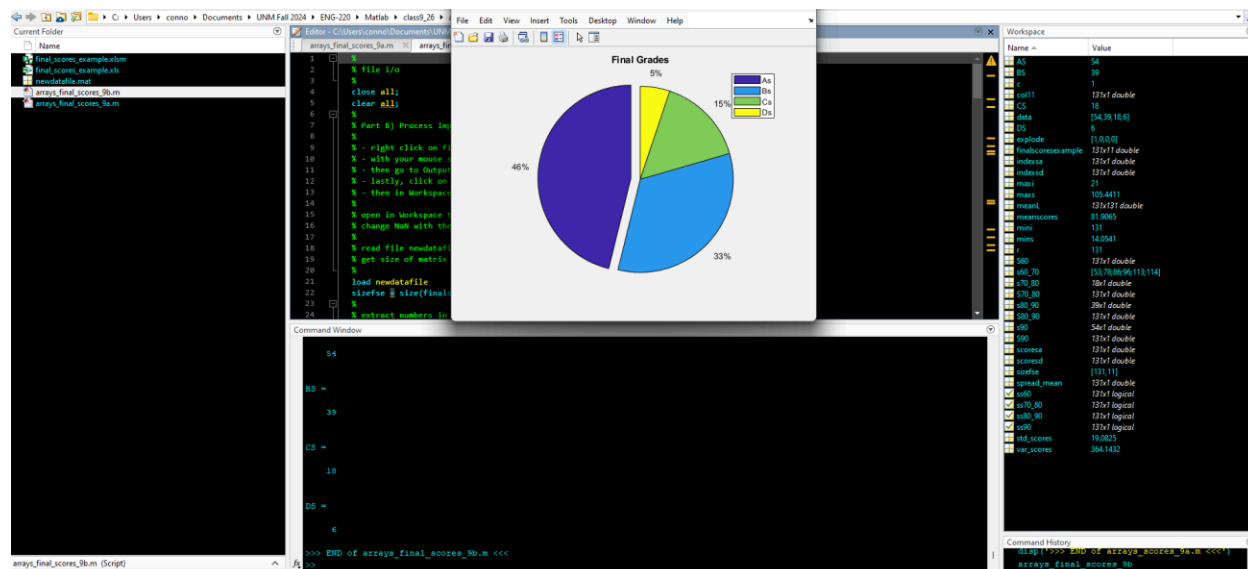 C: ▸ Users ▸ conno ▸ Documents ▸ UNM Fall 2024 ▸ ENG-220 ▸ Matlab ▸ class9_26 ▸
Current Folder
Name
final_scores_example.xlsm
final_scores_example.xls
newdatafile.mat
arrays_final_scores_9b.m
arrays_final_scores_9a.m
arrays_final_scores_9b.m (Script)
Editor - C:\Users\conno\Documents\UNM
arrays_final_scores_9a.m
arrays_fin
1 %
2 % file i/o
3 %
4 close all;
5 clear all;
6 %
7 % Part B) Process Imp
8 %
9 % - right click on fi
10 % - with your mouse s
11 % - then go to Output
12 % - lastly, click on
13 % - then in Workspace
14 %
15 % open in Workspace t
16 % change NaN with the
17 %
18 % read file newdatafi
19 % get size of matrix
20 %
21 load newdatafile
22 sizefse = size(finals
23 %
24 % extract numbers in
File Edit View Insert Tools Desktop Window Help
Final Grades
5%
15%
46%
33%
As
Bs
Cs
Ds
Command Window
54
BS =
39
CS =
18
DS =
6
>>> END of arrays_final_scores_9b.m <<<
fx >>
Workspace
Name Value
AS 54
BS 39
c
col11 131x1 double
CS 18
data [54,39,18,6]
DS 6
explode [1,0,0,0]
finalscoresexample 131x11 double
indexsa 131x1 double
indexsd 131x1 double
maxi 21
maxs 105.4411
meanL 131x131 double
meanscores 81.9065
mini 131
mins 14.0541
r 131
S60 131x1 double
s60_70 [53;78;86;96;113;114]
s70_80 18x1 double
S70_80 131x1 double
s80_90 39x1 double
S80_90 131x1 double
s90 54x1 double
S90 131x1 double
scoresa 131x1 double
scoresd 131x1 double
sizefse [131,11]
spread_mean 131x1 double
ss60 131x1 logical
ss70_80 131x1 logical
ss80_90 131x1 logical
ss90 131x1 logical
std_scores 19.0825
var_scores 364.1432
Command History
disp('>>> END of arrays_scores_9a.m <<<')
arrays_final_scores_9b